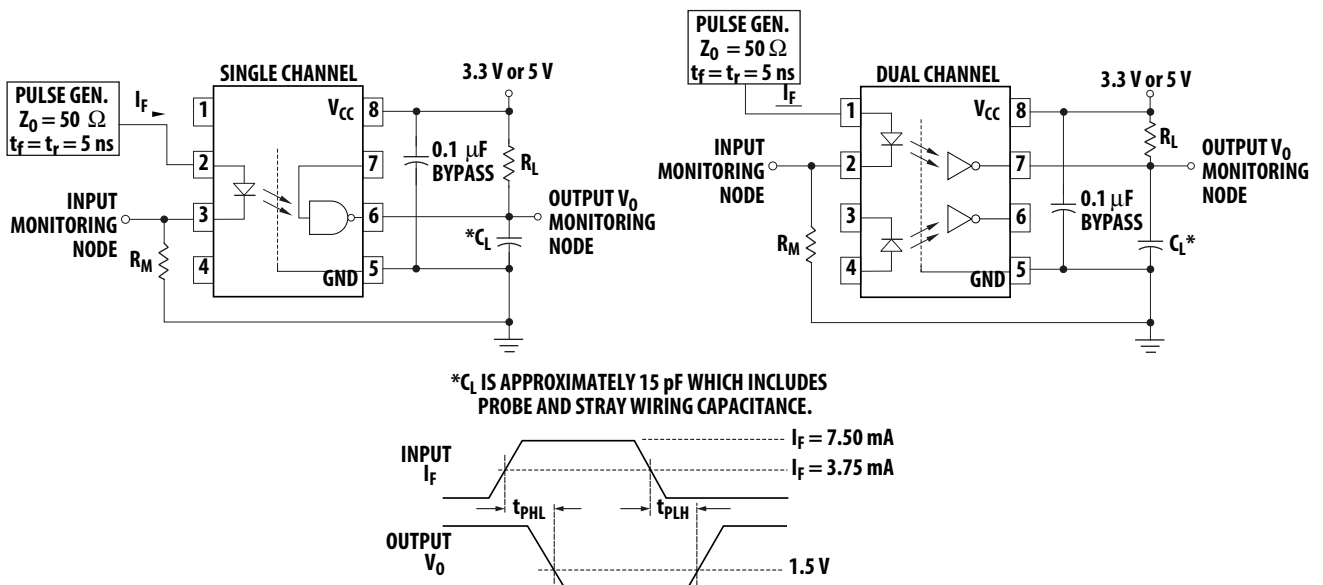 PULSE GEN.
Z0 = 50 Ω
tf = tr = 5 ns
IF
SINGLE CHANNEL
3.3 V or 5 V
1
2
3
4
VCC
8
7
6
5
GND
0.1 μF
BYPASS
RL
OUTPUT VO
MONITORING
NODE
*CL
INPUT
MONITORING
NODE
RM
PULSE GEN.
Z0 = 50 Ω
tf = tr = 5 ns
IF
DUAL CHANNEL
3.3 V or 5 V
1
2
3
4
VCC
8
7
6
5
GND
RL
OUTPUT VO
MONITORING
NODE
0.1 μF
BYPASS
CL*
INPUT
MONITORING
NODE
RM
*CL IS APPROXIMATELY 15 pF WHICH INCLUDES
PROBE AND STRAY WIRING CAPACITANCE.
INPUT
IF
IF = 7.50 mA
IF = 3.75 mA
tPHL
tPLH
OUTPUT
VO
1.5 V